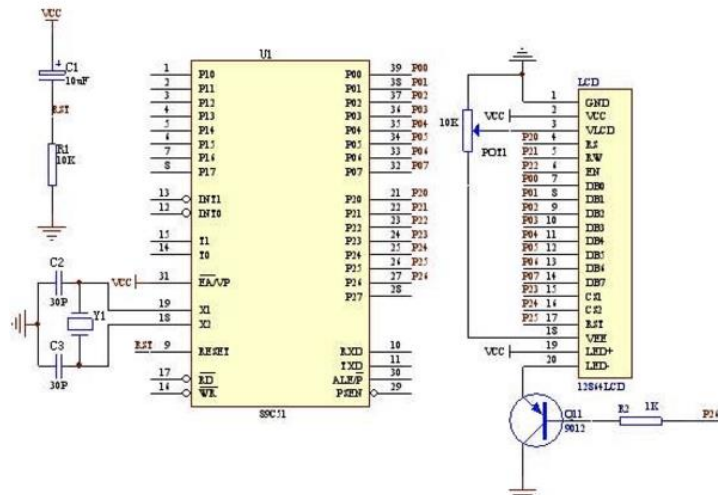 VCC
C1
10uF
RST
R1
10K
C2
30P
Y1
C3
30P
VCC
RST
U1
1 P10
2 P11
3 P12
4 P13
5 P14
6 P15
7 P16
8 P17
13 INT1
12 INT0
15 T1
14 T0
31 EA/VP
19 X1
18 X2
9 RESET
17 RD
16 WR
P00 39 P00
P01 38 P01
P02 37 P02
P03 36 P03
P04 35 P04
P05 34 P05
P06 33 P06
P07 32 P07
P20 21 P20
P21 22 P21
P22 23 P22
P23 24 P23
P24 25 P24
P25 26 P25
P26 27 P26
P27 28
RXD 10
TXD 11
ALE/P 30
PSEN 29
89C51
10K
POT1
VCC
VCC
LCD
1 GND
2 VCC
3 VLCD
P20 4 RS
P21 5 RW
P22 6 EN
P00 7 DB0
P01 8 DB1
P02 9 DB2
P03 10 DB3
P04 11 DB4
P05 12 DB5
P06 13 DB6
P07 14 DB7
P23 15 CS1
P24 16 CS2
P25 17 RST
18 VEE
19 LED+
20 LED-
12864LCD
Q11
9012
R2 1K